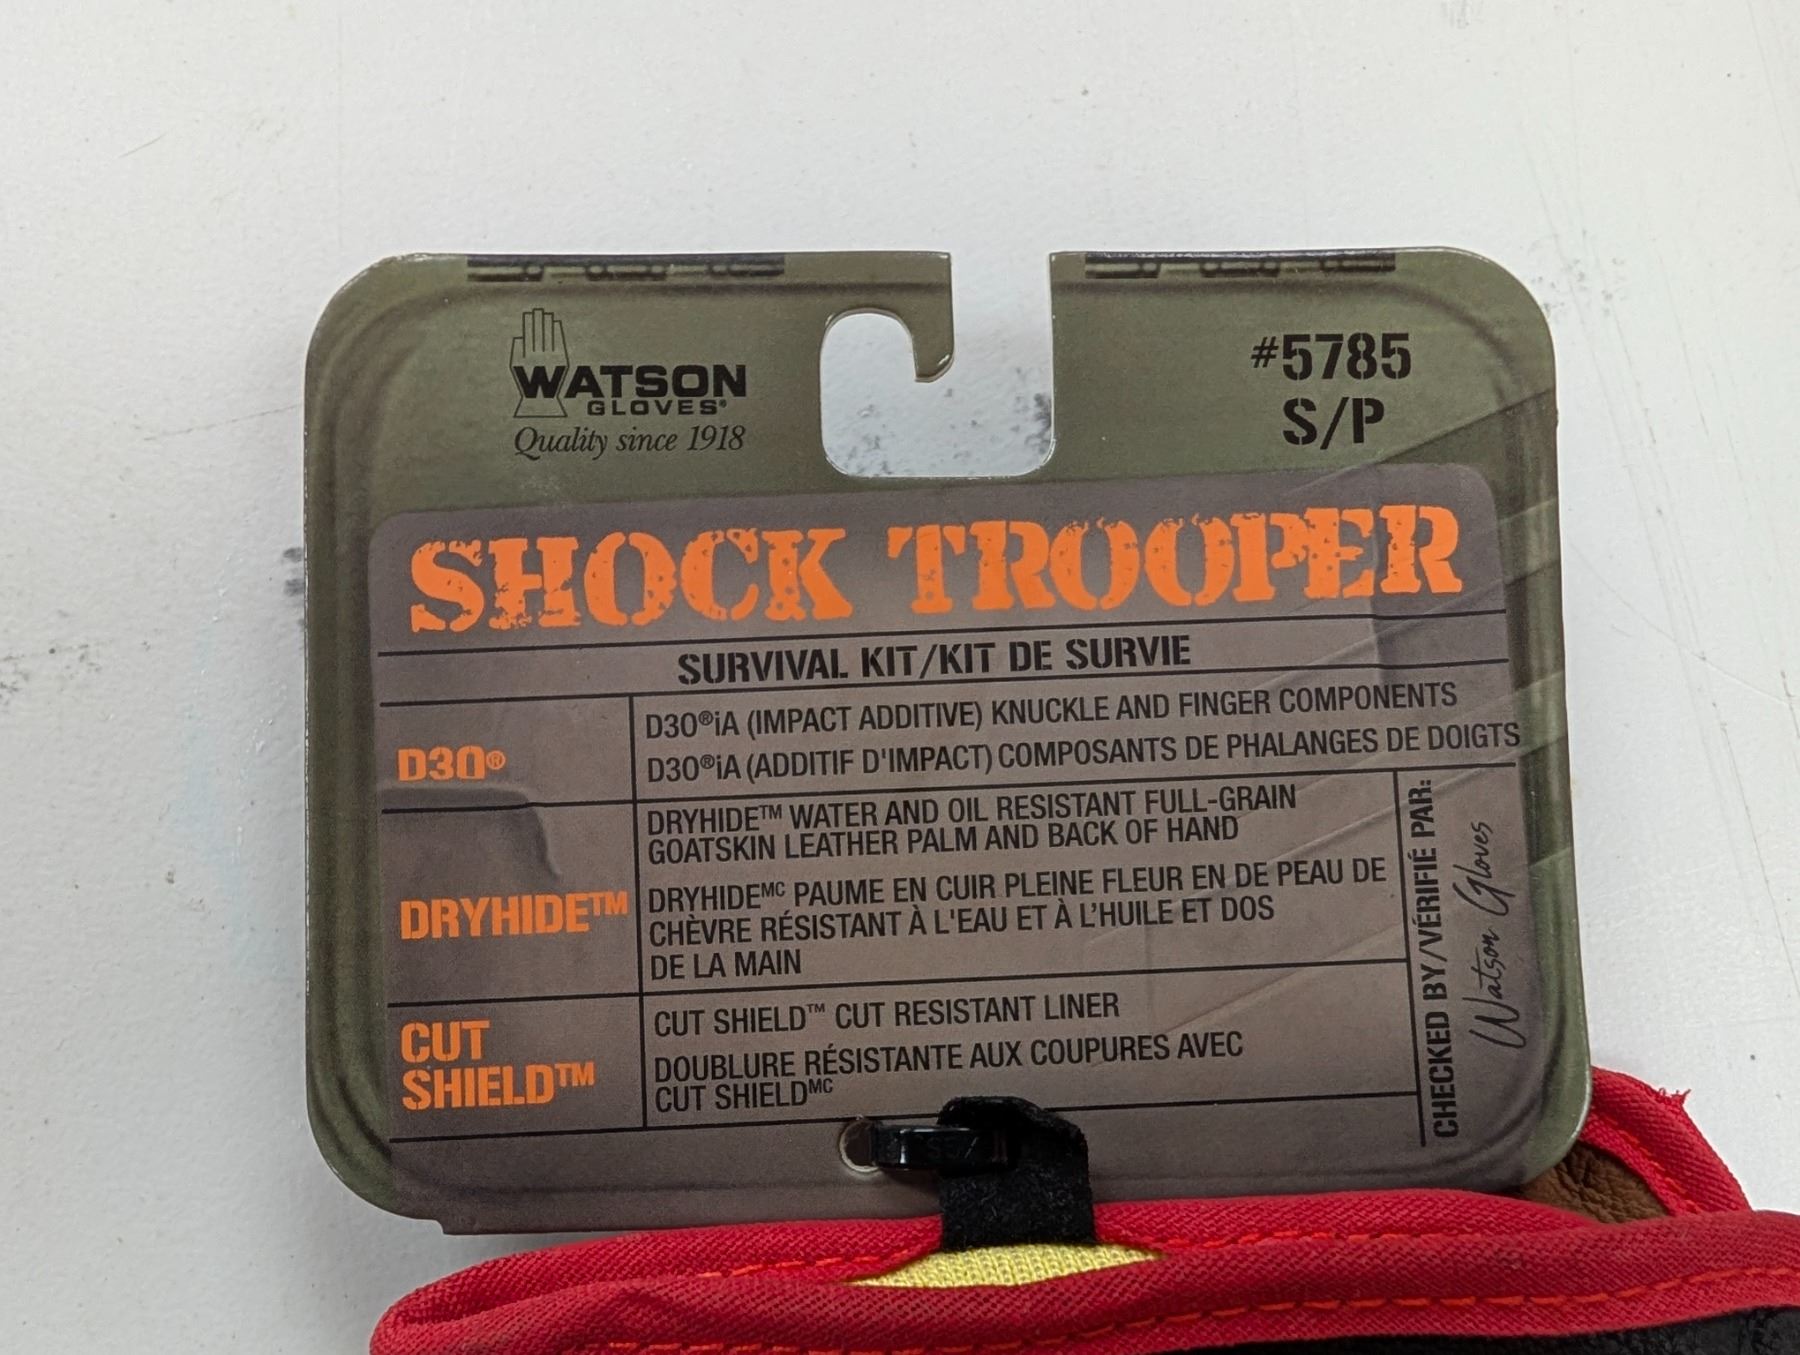 WATSON
GLOVES®
Quality since 1918
#5785
S/P
SHOCK TROOPER
SURVIVAL KIT/KIT DE SURVIE
D3O®
D3O®iA (IMPACT ADDITIVE) KNUCKLE AND FINGER COMPONENTS
D3O®iA (ADDITIF D'IMPACT) COMPOSANTS DE PHALANGES DE DOIGTS
DRYHIDE™
DRYHIDE™ WATER AND OIL RESISTANT FULL-GRAIN
GOATSKIN LEATHER PALM AND BACK OF HAND
DRYHIDEᴹᶜ PAUME EN CUIR PLEINE FLEUR EN DE PEAU DE
CHÈVRE RÉSISTANT À L'EAU ET À L'HUILE ET DOS
DE LA MAIN
CUT
SHIELD™
CUT SHIELD™ CUT RESISTANT LINER
DOUBLURE RÉSISTANTE AUX COUPURES AVEC
CUT SHIELDᴹᶜ
CHECKED BY/VÉRIFIÉ PAR:
Watson Gloves